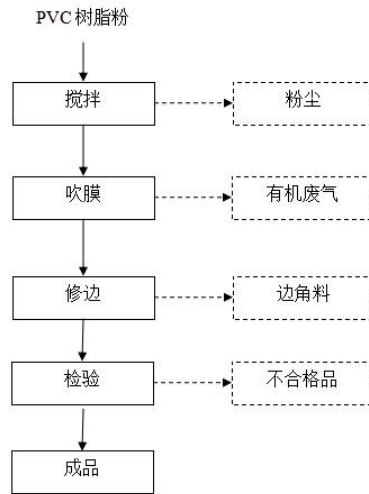 PVC树脂粉
搅拌
粉尘
吹膜
有机废气
修边
边角料
检验
不合格品
成品